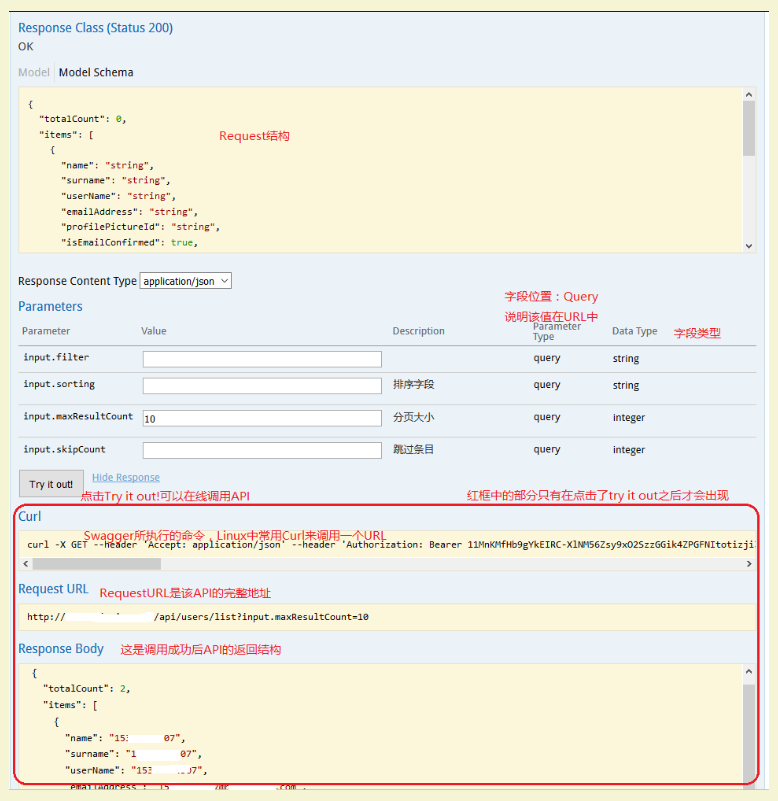 Response Class (Status 200)
OK
Model Model Schema
{
"totalCount": 0,
"items": [
Request结构
{
"name": "string",
"surname": "string",
"userName": "string",
"emailAddress": "string",
"profilePictureId": "string",
"isEmailConfirmed": true,
Response Content Type application/json
Parameters
字段位置：Query
说明该值在URL中
Parameter Value Description Parameter Type Data Type 字段类型
input.filter query string
input.sorting 排序字段 query string
input.maxResultCount 10 分页大小 query integer
input.skipCount 跳过条目 query integer
Try it out! Hide Response
点击Try it out!可以在线调用API 红框中的部分只有在点击了try it out之后才会出现
Curl
Swagger所执行的命令，Linux中常用Curl来调用一个URL
curl -X GET --header 'Accept: application/json' --header 'Authorization: Bearer
Request URL RequestURL是该API的完整地址
http:// /api/users/list?input.maxResultCount=10
Response Body 这是调用成功后API的返回结构
{
"totalCount": 2,
"items": [
{
"name": "153 07",
"surname": "1 07",
"userName": "153 07",